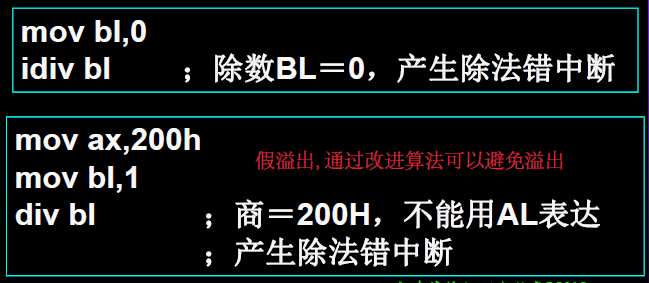 mov bl,0
idiv bl ；除数BL＝0，产生除法错中断
mov ax,200h
假溢出,通过改进算法可以避免溢出
mov bl,1
div bl ；商＝200H，不能用AL表达
；产生除法错中断